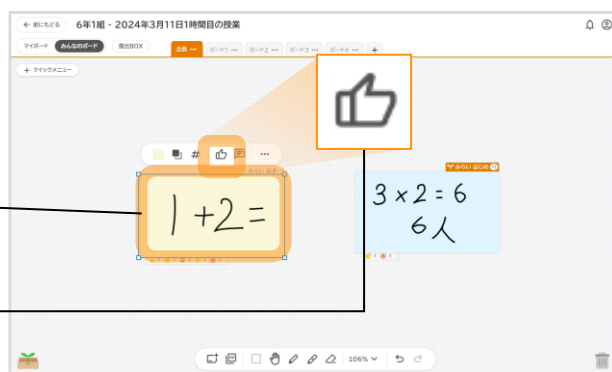 ← 前にもどる 6年1組 - 2024年3月11日1時間目の授業
マイボード みんなのボード 提出BOX
全員 ••• ボード1 ••• ボード2 ••• ボード3 ••• ボード4 ••• +
+ クイックメニュー
# •••
みらい はじめ
1+2=
3×2=6
6人
106%